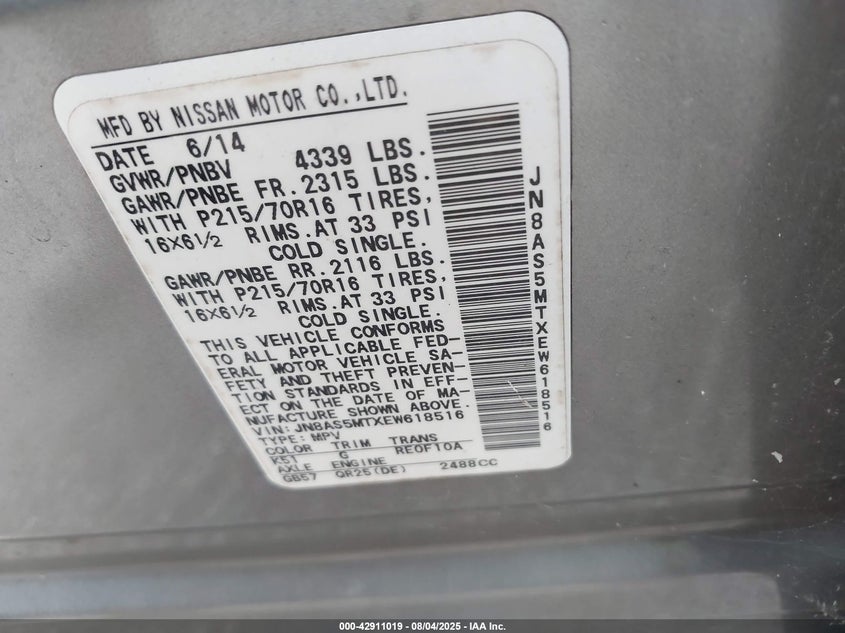 MFD BY NISSAN MOTOR CO.,LTD.
DATE 6/14
GVWR/PNBV 4339 LBS.
GAWR/PNBE FR. 2315 LBS.
WITH P215/70R16 TIRES,
16X6½ RIMS.AT 33 PSI
COLD SINGLE.
GAWR/PNBE RR. 2116 LBS.
WITH P215/70R16 TIRES,
16X6½ RIMS.AT 33 PSI
COLD SINGLE.
THIS VEHICLE CONFORMS
TO ALL APPLICABLE FED-
ERAL MOTOR VEHICLE SA-
FETY AND THEFT PREVEN-
TION STANDARDS IN EFF-
ECT ON THE DATE OF MA-
NUFACTURE SHOWN ABOVE.
VIN: JN8AS5MTXEW618516
TYPE: MPV
COLOR TRIM TRANS
K51 G RE0F10A
AXLE ENGINE
GB57 QR25(DE) 2488CC
JN8AS5MTXEW618516
000-42911019 - 08/04/2025 - IAA Inc.